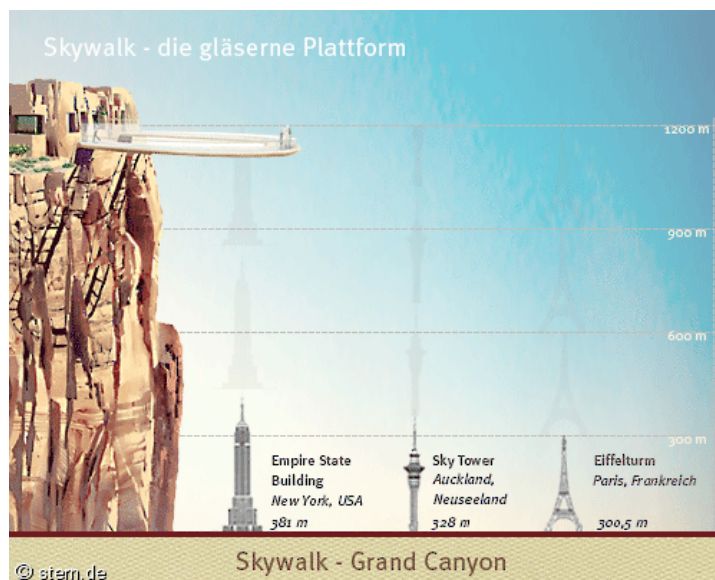 Skywalk - die gläserne Plattform
1200 m
900 m
600 m
300 m
Empire State
Building
New York, USA
381 m
Sky Tower
Auckland,
Neuseeland
328 m
Eiffelturm
Paris, Frankreich
300,5 m
Skywalk - Grand Canyon
© stern.de